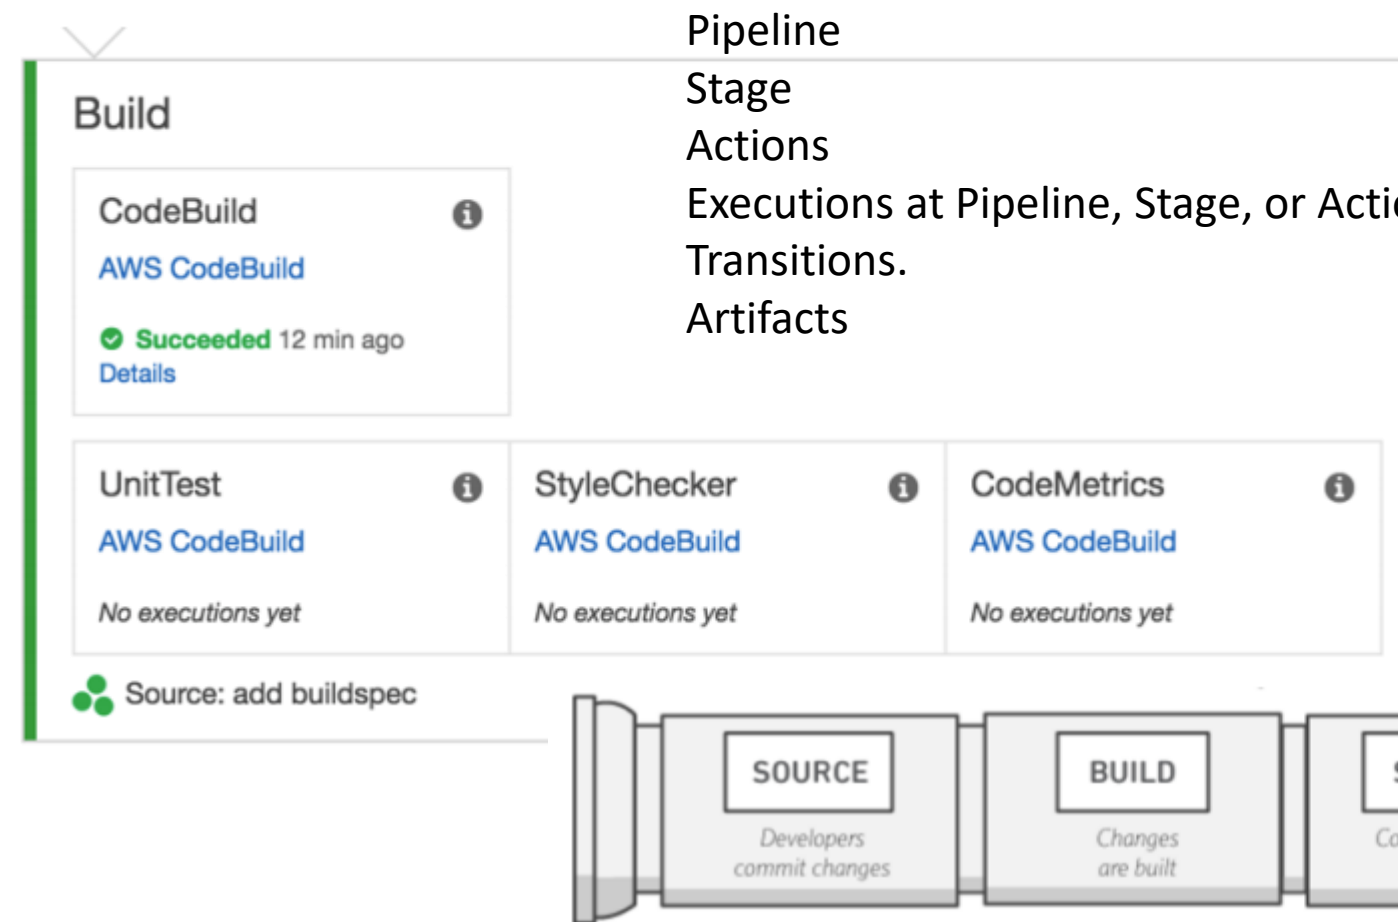 Pipeline
Stage
Actions
Executions at Pipeline, Stage, or
Transitions.
Artifacts
Build
CodeBuild
AWS CodeBuild
Succeeded 12 min ago
Details
UnitTest
AWS CodeBuild
No executions yet
StyleChecker
AWS CodeBuild
No executions yet
CodeMetrics
AWS CodeBuild
No executions yet
Source: add buildspec
SOURCE
Developers
commit changes
BUILD
Changes
are built